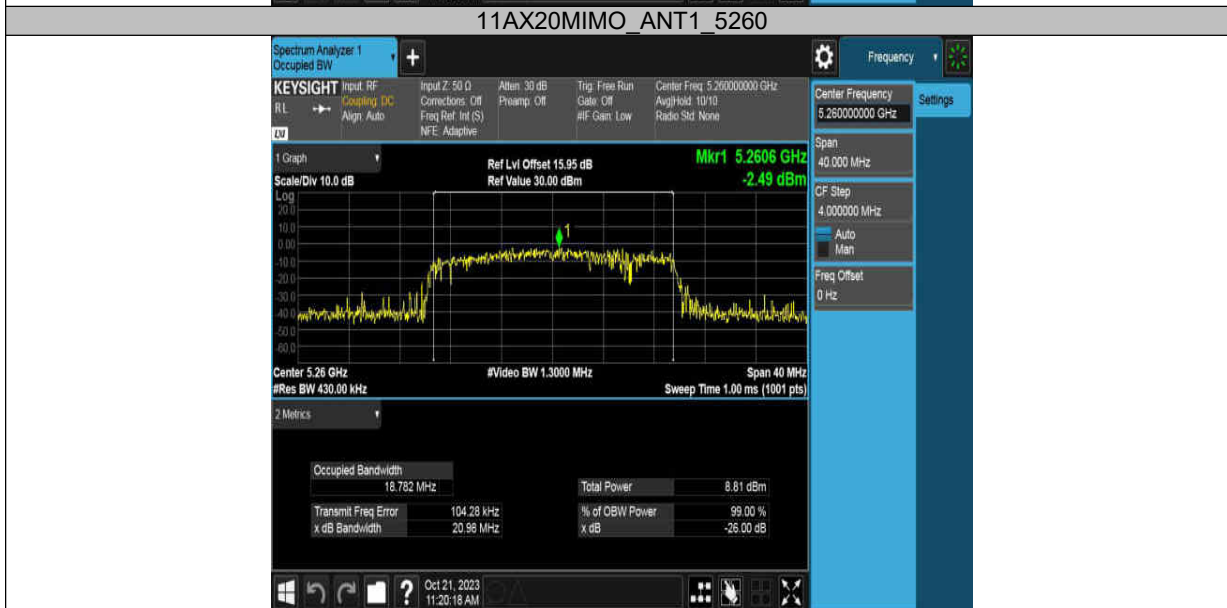 11AX20MIMO_ANT1_5260
Spectrum Analyzer 1
Occupied BW
+
Frequency
KEYSIGHT
RL
LXI
Input: RF
Coupling: DC
Align: Auto
Input Z: 50 Ω
Corrections: Off
Freq Ref: Int (S)
NFE: Adaptive
Atten: 30 dB
Preamp: Off
Trig: Free Run
Gate: Off
#IF Gain: Low
Center Freq: 5.260000000 GHz
Avg|Hold: 10/10
Radio Std: None
Center Frequency
5.260000000 GHz
Settings
Span
40.000 MHz
CF Step
4.000000 MHz
Auto
Man
Freq Offset
0 Hz
1 Graph
Scale/Div 10.0 dB
Ref Lvl Offset 15.95 dB
Ref Value 30.00 dBm
Mkr1 5.2606 GHz
-2.49 dBm
Log
20.0
10.0
0.00
-10.0
-20.0
-30.0
-40.0
-50.0
-60.0
1
Center 5.26 GHz
#Video BW 1.3000 MHz
Span 40 MHz
#Res BW 430.00 kHz
Sweep Time 1.00 ms (1001 pts)
2 Metrics
Occupied Bandwidth
18.782 MHz
Total Power 8.81 dBm
Transmit Freq Error 104.28 kHz
% of OBW Power 99.00 %
x dB Bandwidth 20.98 MHz
x dB -26.00 dB
?
Oct 21, 2023
11:20:18 AM